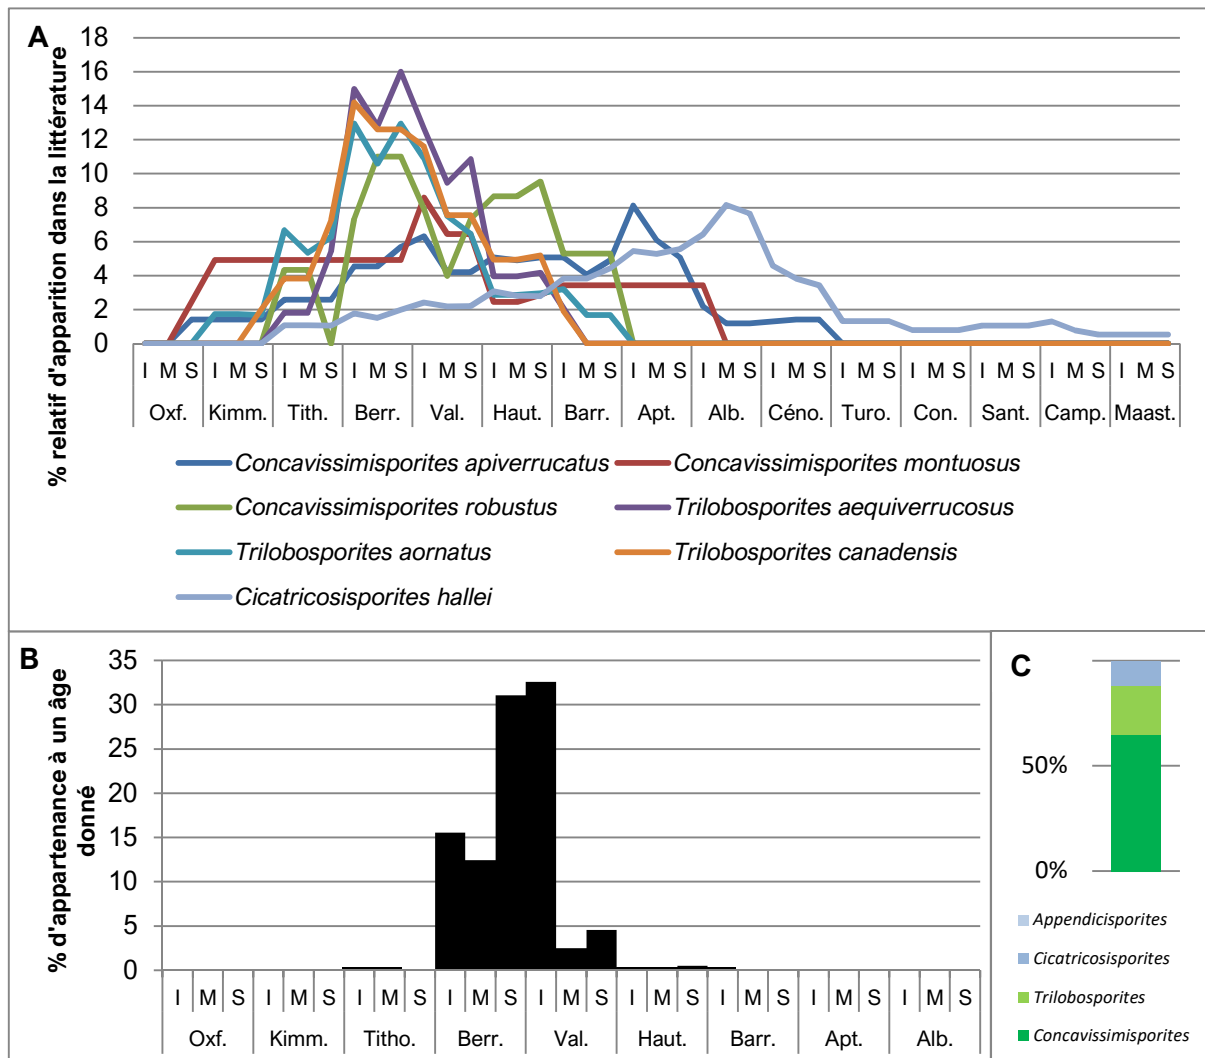 A
% relatif d'apparition dans la littérature
18
16
14
12
10
8
6
4
2
0
I M S I M S I M S I M S I M S I M S I M S I M S I M S I M S I M S I M S I M S I M S I M S
Oxf. Kimm. Tith. Berr. Val. Haut. Barr. Apt. Alb. Céno. Turo. Con. Sant. Camp. Maast.
Concavissimisporites apiverrucatus Concavissimisporites montuosus
Concavissimisporites robustus Trilobosporites aequiverrucosus
Trilobosporites aornatus Trilobosporites canadensis
Cicatricosisporites hallei
B
% d'appartenance à un âge
donné
35
30
25
20
15
10
5
0
I M S I M S I M S I M S I M S I M S I M S I M S I M S
Oxf. Kimm. Titho. Berr. Val. Haut. Barr. Apt. Alb.
C
50%
0%
Appendicisporites
Cicatricosisporites
Trilobosporites
Concavissimisporites